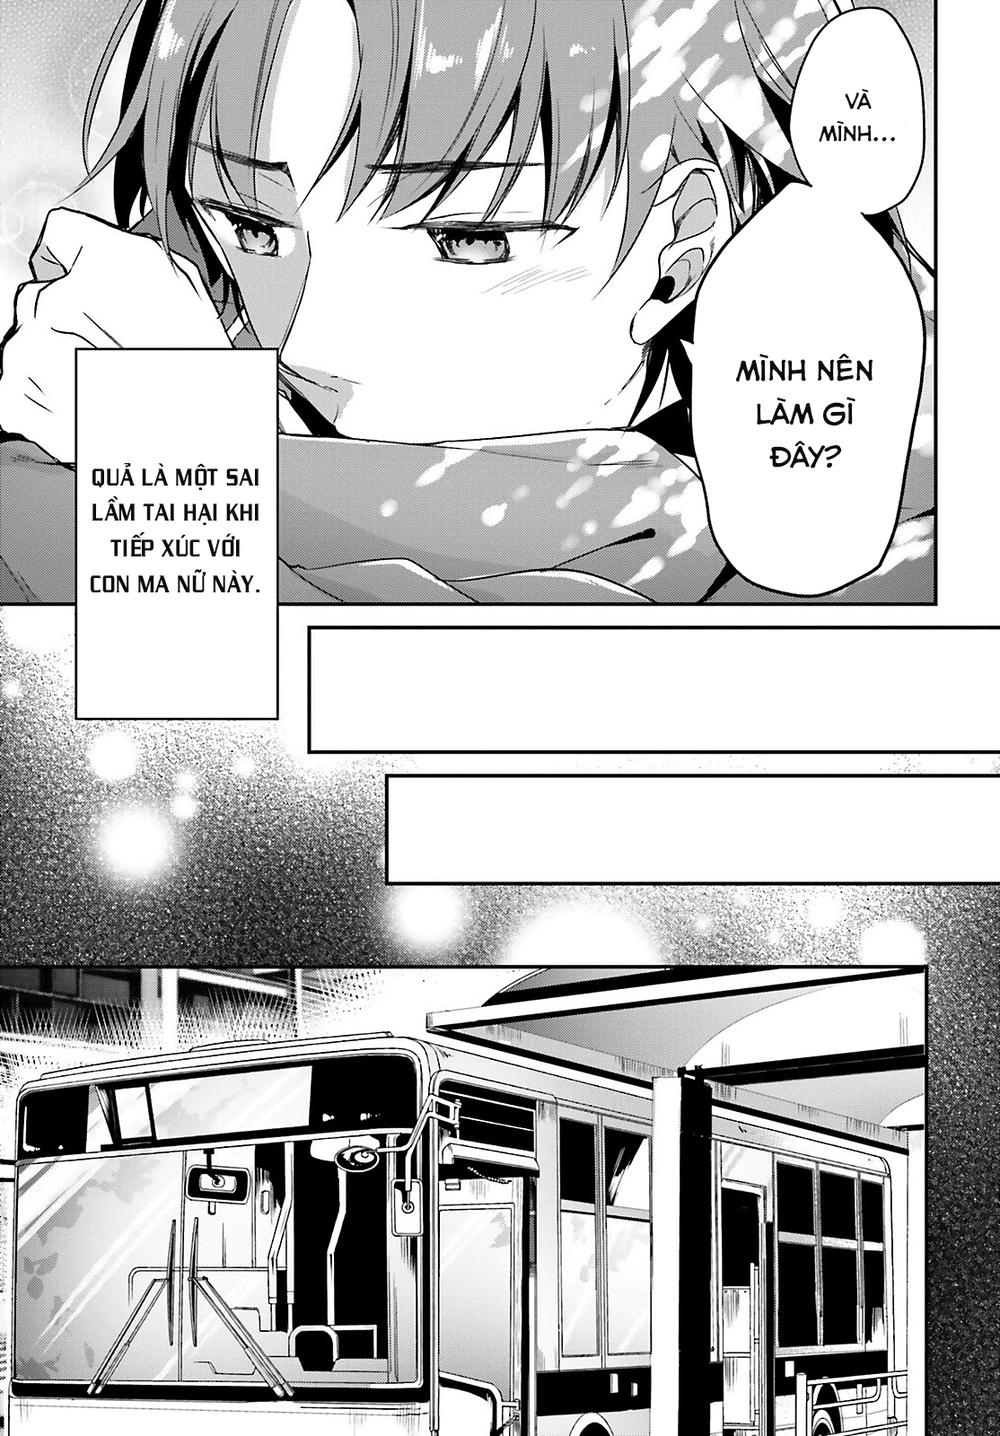 VÀ
MÌNH...
MÌNH NÊN
LÀM GÌ
ĐÂY?
QUẢ LÀ MỘT SAI
LẦM TAI HẠI KHI
TIẾP XÚC VỚI
CON MA NỮ NÀY.